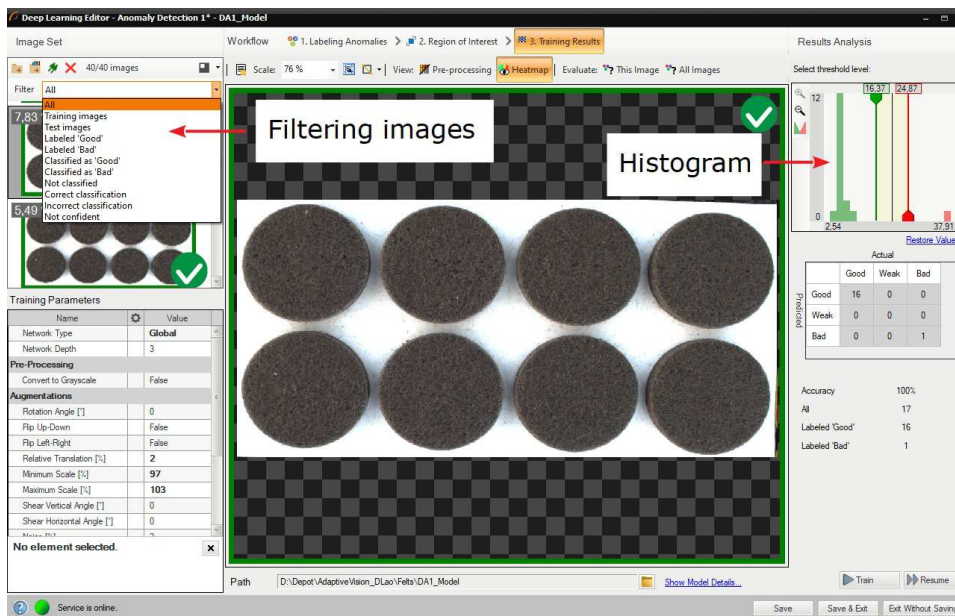 Deep Learning Editor - Anomaly Detection 1* - DA1_Model
Image Set
Workflow 1. Labeling Anomalies 2. Region of Interest 3. Training Results
Results Analysis
40/40 images
Scale: 76 % View: Pre-processing Heatmap Evaluate: This Image All Images
Select threshold level:
Filter All
All
Training images
Test images
Labeled 'Good'
Labeled 'Bad'
Classified as 'Good'
Classified as 'Bad'
Not classified
Correct classification
Incorrect classification
Not confident
7,83
5,49
Filtering images
Histogram
16,37 24,87
12
0
2.54 37,91
Restore Value
Actual
Good Weak Bad
Predicted
Good 16 0 0
Weak 0 0 0
Bad 0 0 1
Accuracy 100%
All 17
Labeled 'Good' 16
Labeled 'Bad' 1
Training Parameters
Name Value
Network Type Global
Network Depth 3
Pre-Processing
Convert to Grayscale False
Augmentations
Rotation Angle [°] 0
Flip Up-Down False
Flip Left-Right False
Relative Translation [%] 2
Minimum Scale [%] 97
Maximum Scale [%] 103
Shear Vertical Angle [°] 0
Shear Horizontal Angle [°] 0
No element selected.
Path D:\Depot\AdaptiveVision_DLao\Felts\DA1_Model Show Model Details...
Train Resume
Service is online.
Save Save & Exit Exit Without Saving